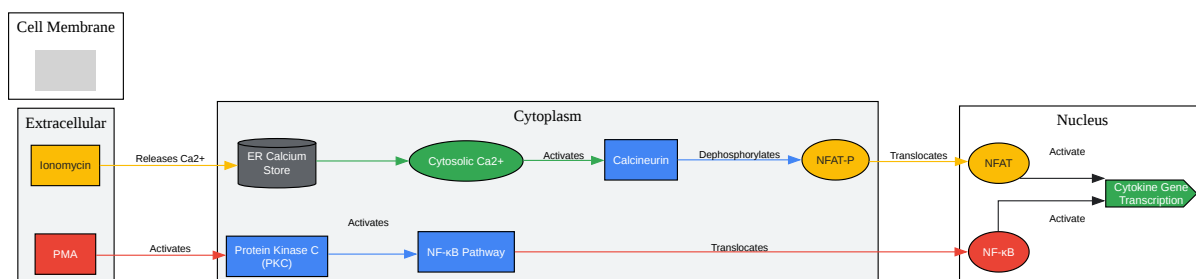 Cell Membrane
Extracellular
Cytoplasm
Nucleus
Ionomycin
Releases Ca2+
ER Calcium
Store
Cytosolic Ca2+
Activates
Calcineurin
Dephosphorylates
NFAT-P
Translocates
NFAT
Activate
Cytokine Gene
Transcription
PMA
Activates
Protein Kinase C
(PKC)
Activates
NF-κB Pathway
Translocates
NF-κB
Activate